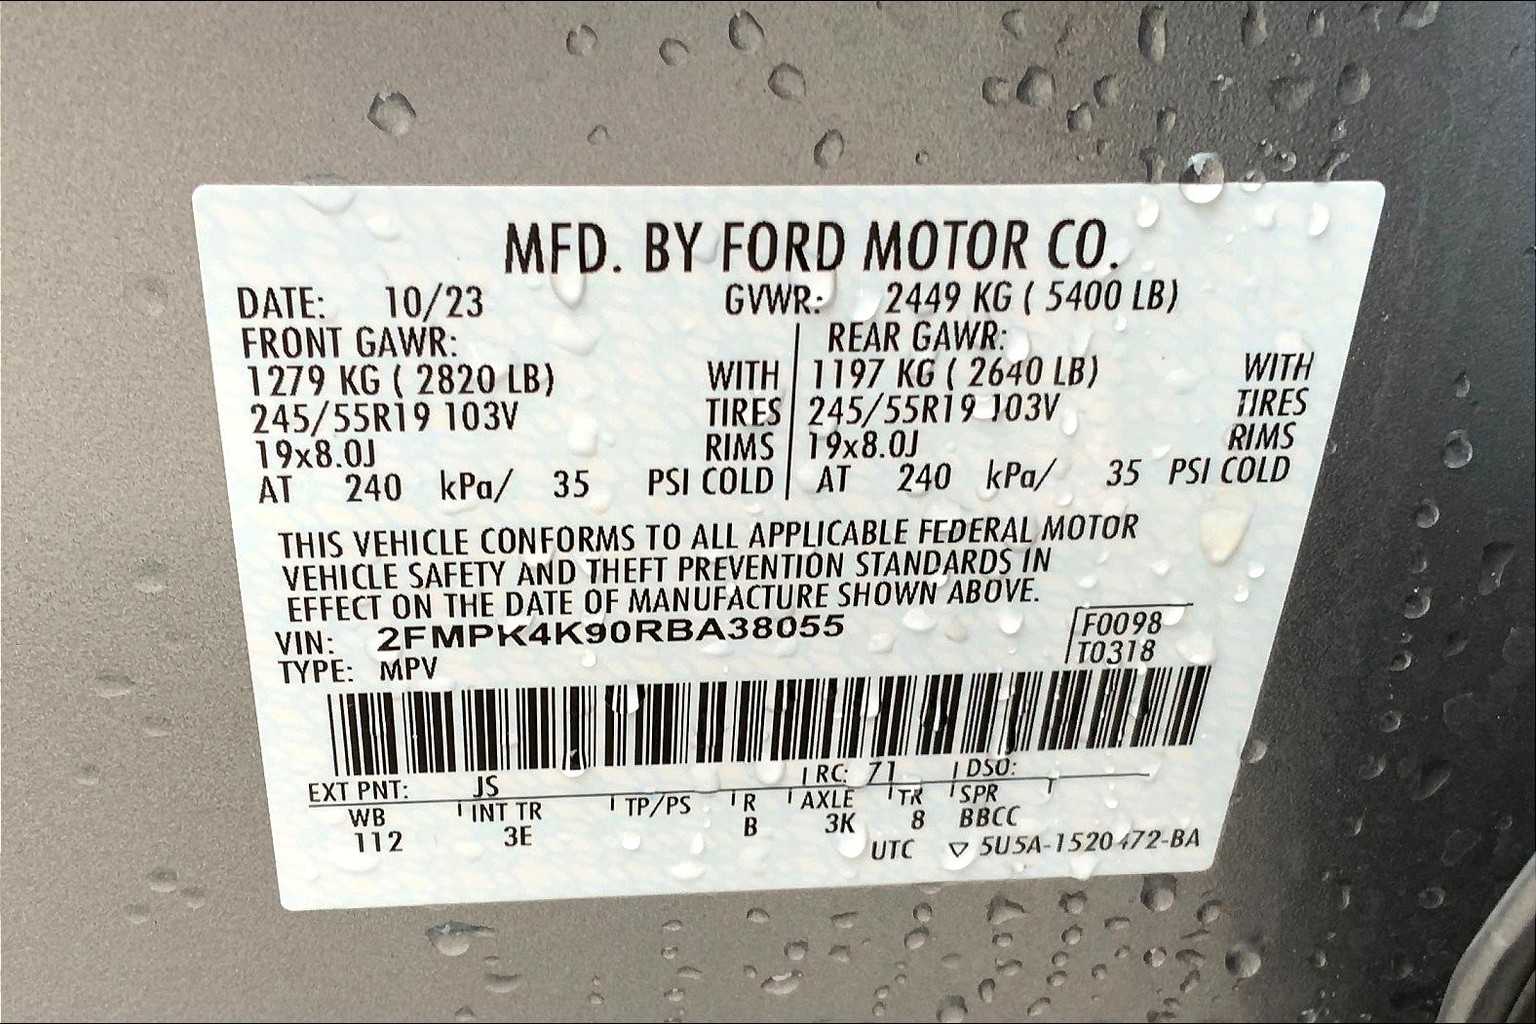 MFD. BY FORD MOTOR CO.
DATE: 10/23 GVWR: 2449 KG ( 5400 LB)
FRONT GAWR: REAR GAWR:
1279 KG ( 2820 LB) WITH 1197 KG ( 2640 LB) WITH
245/55R19 103V TIRES 245/55R19 103V TIRES
19x8.0J RIMS 19x8.0J RIMS
AT 240 kPa/ 35 PSI COLD AT 240 kPa/ 35 PSI COLD
THIS VEHICLE CONFORMS TO ALL APPLICABLE FEDERAL MOTOR
VEHICLE SAFETY AND THEFT PREVENTION STANDARDS IN
EFFECT ON THE DATE OF MANUFACTURE SHOWN ABOVE.
VIN: 2FMPK4K90RBA38055 F0098
TYPE: MPV T0318
EXT PNT: JS RC: 71 DSO:
WB INT TR TP/PS R AXLE TR SPR
112 3E B 3K 8 BBCC
UTC ▽ 5U5A-1520472-BA